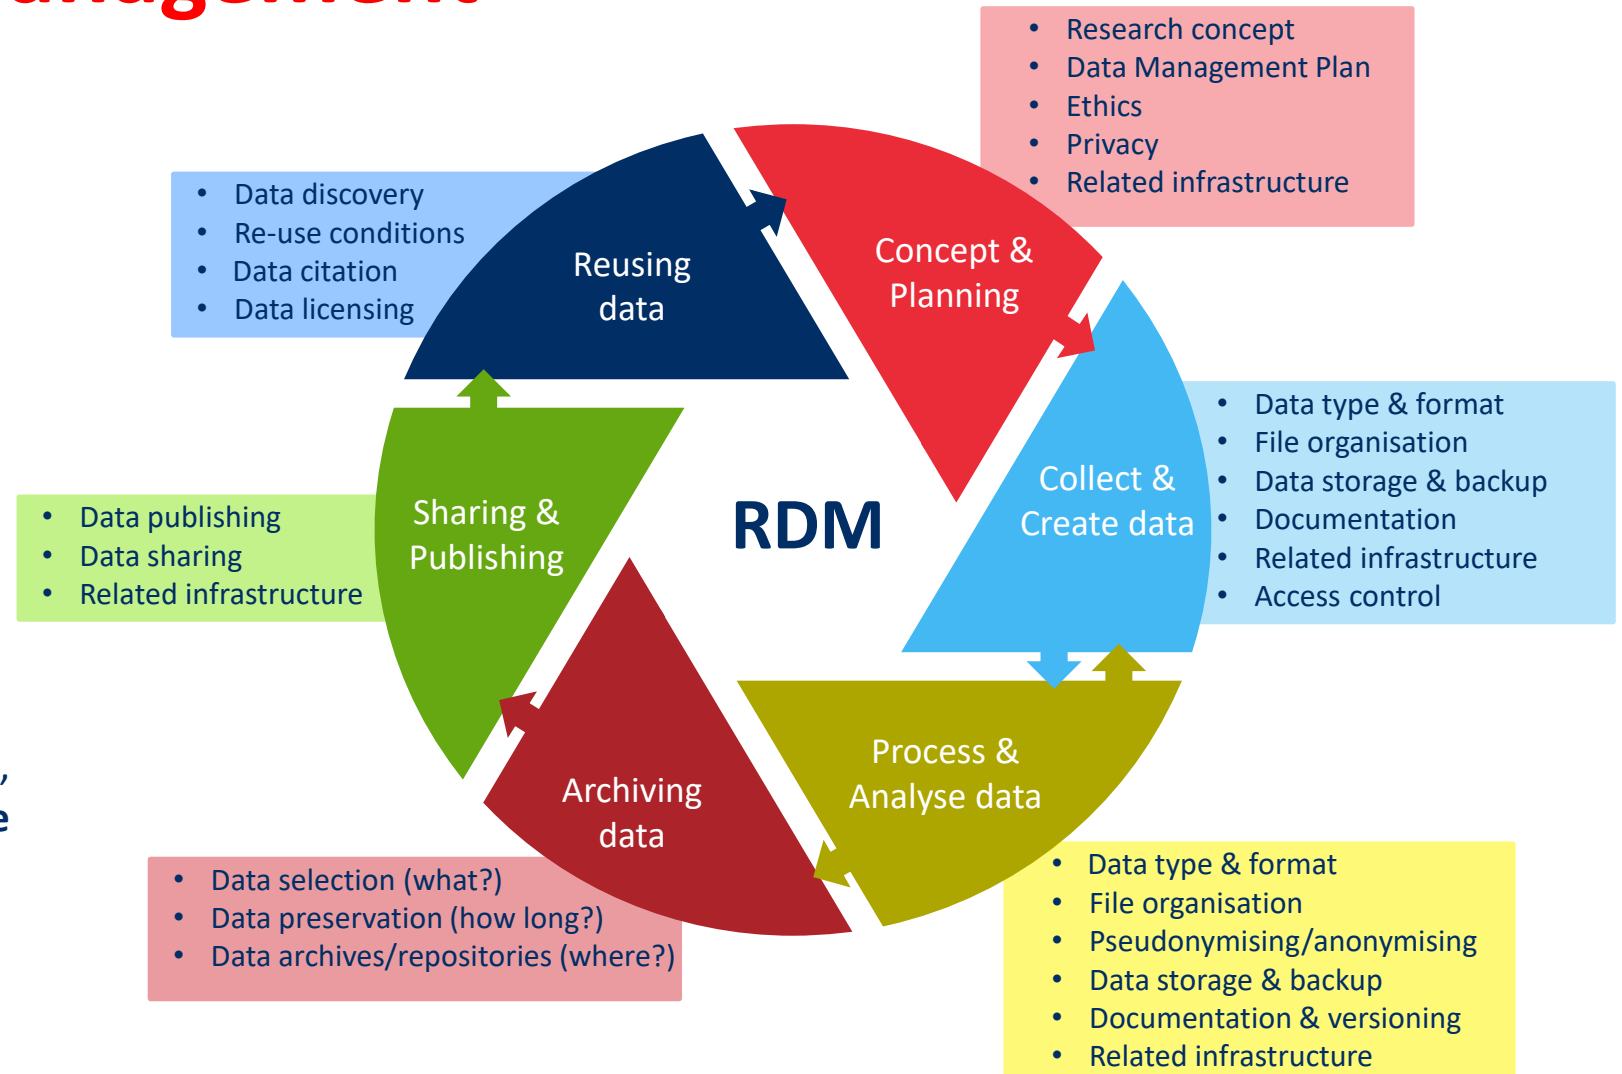 • Research concept
• Data Management Plan
• Ethics
• Privacy
• Related infrastructure
Concept &
Planning
• Data type & format
• File organisation
• Data storage & backup
• Documentation
• Related infrastructure
• Access control
Collect &
Create data
Process &
Analyse data
• Data type & format
• File organisation
• Pseudonymising/anonymising
• Data storage & backup
• Documentation & versioning
• Related infrastructure
Archiving
data
• Data selection (what?)
• Data preservation (how long?)
• Data archives/repositories (where?)
Sharing &
Publishing
• Data publishing
• Data sharing
• Related infrastructure
Reusing
data
• Data discovery
• Re-use conditions
• Data citation
• Data licensing
RDM